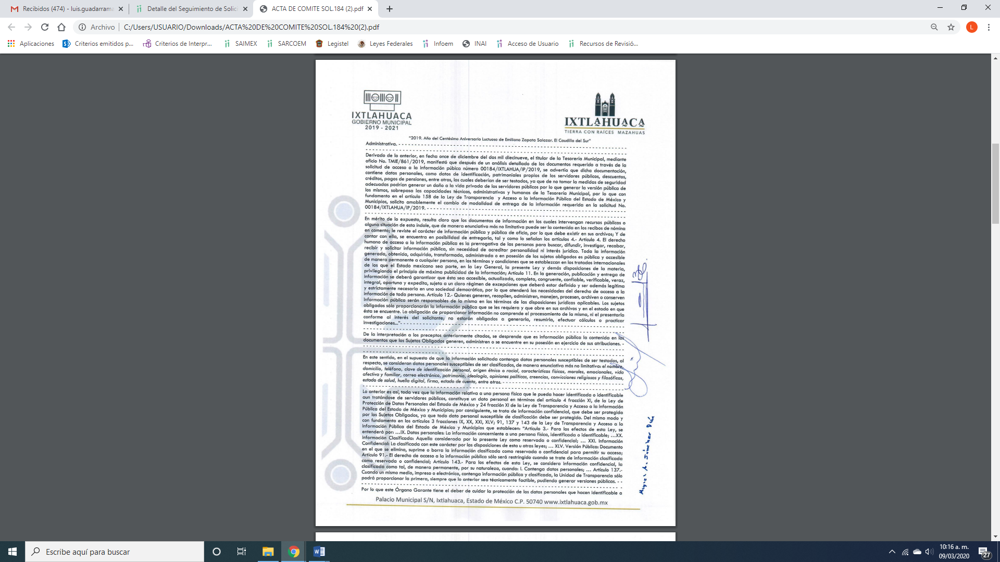 Recibidos (474) - luis.guadarrama
Detalle del Seguimiento de Solici
ACTA DE COMITE SOL.184 (2).pdf
Archivo
C:/Users/USUARIO/Downloads/ACTA%20DE%20COMITE%20SOL.184%20(2).pdf
L
Aplicaciones
Criterios emitidos p...
Criterios de Interpr...
SAIMEX
SARCOEM
Legistel
Leyes Federales
Infoem
INAI
Acceso de Usuario
Recursos de Revisió...
IXTLAHUACA
GOBIERNO MUNICIPAL
2019 - 2021
IXTLAHUACA
TIERRA CON RAÍCES MAZAHUAS
"2019. Año del Centésimo Aniversario Luctuoso de Emiliano Zapata Salazar. El Caudillo del Sur"
Administrativa.
Derivado de lo anterior, en fecha once de diciembre del dos mil diecinueve, el titular de la Tesorería Municipal, mediante
oficio No. TMIE/861/2019, manifestó que después de un análisis detallado de los documentos requerido a través de la
solicitud de acceso a la información púbica número 00184/IXTLAHUA/IP/2019, se advertía que dicha documentación,
contiene datos personales, como datos de identificación, patrimoniales propios de los servidores públicos, descuentos,
créditos, pagos de pensiones, entre otros, los cuales deberían de ser testados, ya que de no tomar la medidas de seguridad
adecuadas podrían generar un daño a la vida privada de los servidores públicos por lo que generar la versión pública de
los mismos, sobrepasa las capacidades técnicas, administrativas y humanas de la Tesorería Municipal, por lo que con
fundamento en el artículo 158 de la Ley de Transparencia y Acceso a la Información Pública del Estado de México y
Municipios, solicito amablemente el cambio de modalidad de entrega de la información requerida en la solicitud No.
00184/IXTLAHUA/IP/2019.
En mérito de lo expuesto, resulta claro que los documentos de información en los cuales intervengan recursos públicos o
alguna situación de esta índole, que de manera enunciativa más no limitativa puede ser la contenida en los recibos de nómina
en comento; le reviste el carácter de información pública y pública de oficio, por lo que debe existir en sus archivos; Y de
contar con ella, se encuentra en posibilidad de entregarla, tal y como lo señalan los artículos 4.- Artículo 4. El derecho
humano de acceso a la información pública es la prerrogativa de las personas para buscar, difundir, investigar, recabar,
recibir y solicitar información pública, sin necesidad de acreditar personalidad ni interés jurídico. Toda la información
generada, obtenida, adquirida, transformada, administrada o en posesión de los sujetos obligados es pública y accesible
de manera permanente a cualquier persona, en los términos y condiciones que se establezcan en los tratados internacionales
de los que el Estado mexicano sea parte, en la Ley General, la presente Ley y demás disposiciones de la materia,
privilegiando el principio de máxima publicidad de la información; Artículo 11. En la generación, publicación y entrega de
información se deberá garantizar que ésta sea accesible, actualizada, completa, congruente, confiable, verificable, veraz,
integral, oportuna y expedita, sujeta a un claro régimen de excepciones que deberá estar definido y ser además legítima
y estrictamente necesaria en una sociedad democrática, por lo que atenderá las necesidades del derecho de acceso a la
información de toda persona. Artículo 12.- Quienes generen, recopilen, administren, manejen, procesen, archiven o conserven
información pública serán responsables de la misma en los términos de las disposiciones jurídicas aplicables. Los sujetos
obligados sólo proporcionarán la información pública que se les requiera y que obre en sus archivos y en el estado en que
ésta se encuentre. La obligación de proporcionar información no comprende el procesamiento de la misma, ni el presentarla
conforme al interés del solicitante; no estarán obligados a generarla, resumirla, efectuar cálculos o practicar
investigaciones..."
De la interpretación a los preceptos anteriormente citados, se desprende que es información pública la contenida en los
documentos que los Sujetos Obligados generen, administren o se encuentre en su posesión en ejercicio de sus atribuciones. -
En este sentido, en el supuesto de que la información solicitada contenga datos personales susceptibles de ser testados, al
respecto, se consideran datos personales susceptibles de ser clasificados, de manera enunciativa más no limitativa: el nombre,
domicilio, teléfono, clave de identificación personal, origen étnico o racial, características físicas, morales, emocionales, vida
afectiva y familiar, correo electrónico, patrimonio, ideología, opiniones políticas, creencias, convicciones religiosas y filosóficas,
estado de salud, huella digital, firma, estado de cuenta, entre otros.
Lo anterior es así, toda vez que la información relativa a una persona física que le pueda hacer identificada o identificable
aun tratándose de servidores públicos, constituye un dato personal en términos del artículo 4 fracción XI, de la Ley de
Protección de Datos Personales del Estado de México y 24 fracción XI de la Ley de Transparencia y Acceso a la Información
Pública del Estado de México y Municipios; por consiguiente, se trata de información confidencial, que debe ser protegida
por los Sujetos Obligados, ya que todo dato personal susceptible de clasificación debe ser protegido. Del mismo modo y
con fundamento en los artículos 3 fracciones IX, XX, XXI, XLV; 91, 137 y 143 de la Ley de Transparencia y Acceso a la
Información Pública del Estado de México y Municipios que establecen: "Artículo 3.- Para los efectos de esta Ley, se
entenderá por: ...IX. Datos personales: La información concerniente a una persona física, identificada o identificable; ...XX.
Información Clasificada: Aquella considerada por la presente Ley como reservada o confidencial; ... XXI. Información
Confidencial: La clasificada con este carácter por las disposiciones de esta u otras leyes; ... XLV. Versión Pública: Documento
en el que se elimina, suprime o borra la información clasificada como reservada o confidencial para permitir su acceso;
Artículo 91.- El derecho de acceso a la información pública sólo será restringido cuando se trate de información clasificada
como reservada o confidencial; Artículo 143.- Para los efectos de esta Ley, se considera información confidencial, la
clasificada como tal, de manera permanente, por su naturaleza, cuando: I. Contenga datos personales; ... Artículo 137.-
Cuando un mismo medio, impreso o electrónico, contenga información pública y clasificada, la Unidad de Transparencia sólo
podrá proporcionar la primera, siempre que lo anterior sea técnicamente factible, pudiendo generar versiones públicas. - -
Por lo que este Órgano Garante tiene el deber de cuidar la protección de los datos personales que hacen identificable a
Palacio Municipal S/N, Ixtlahuaca, Estado de México C.P. 50740 www.ixtlahuaca.gob.mx
Miguel A. Sánchez Díaz
Escribe aquí para buscar
10:16 a. m.
09/03/2020
27